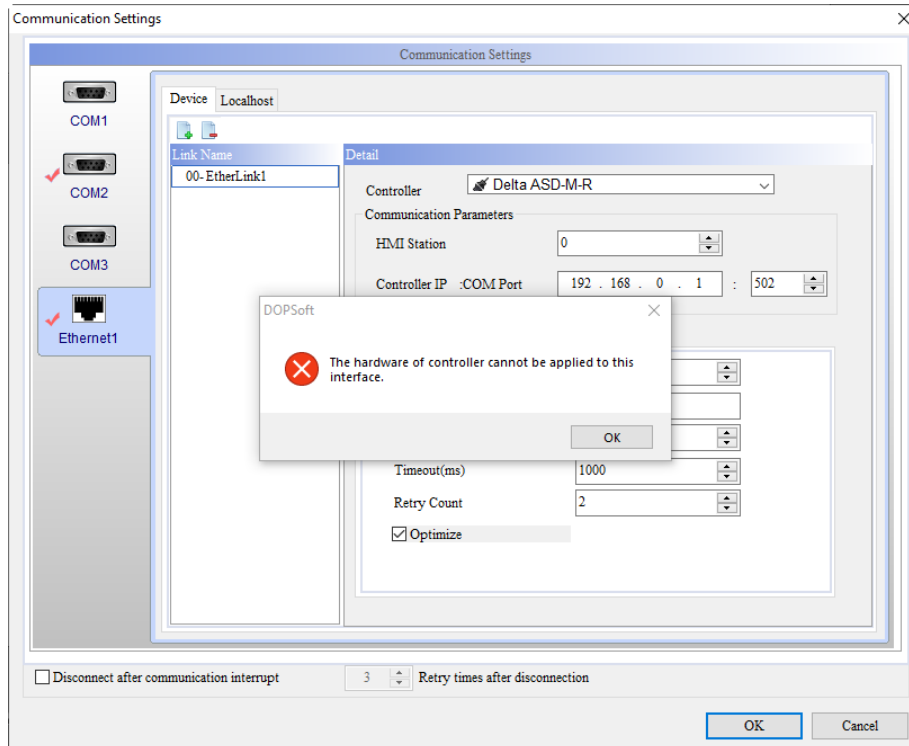 Communication Settings
Communication Settings
COM1
COM2
COM3
Ethernet1
Device Localhost
Link Name
00- EtherLink1
Detail
Controller Delta ASD-M-R
Communication Parameters
HMI Station 0
Controller IP :COM Port 192 . 168 . 0 . 1 : 502
DOPSoft
The hardware of controller cannot be applied to this
interface.
OK
Timeout(ms) 1000
Retry Count 2
Optimize
Disconnect after communication interrupt 3 Retry times after disconnection
OK Cancel